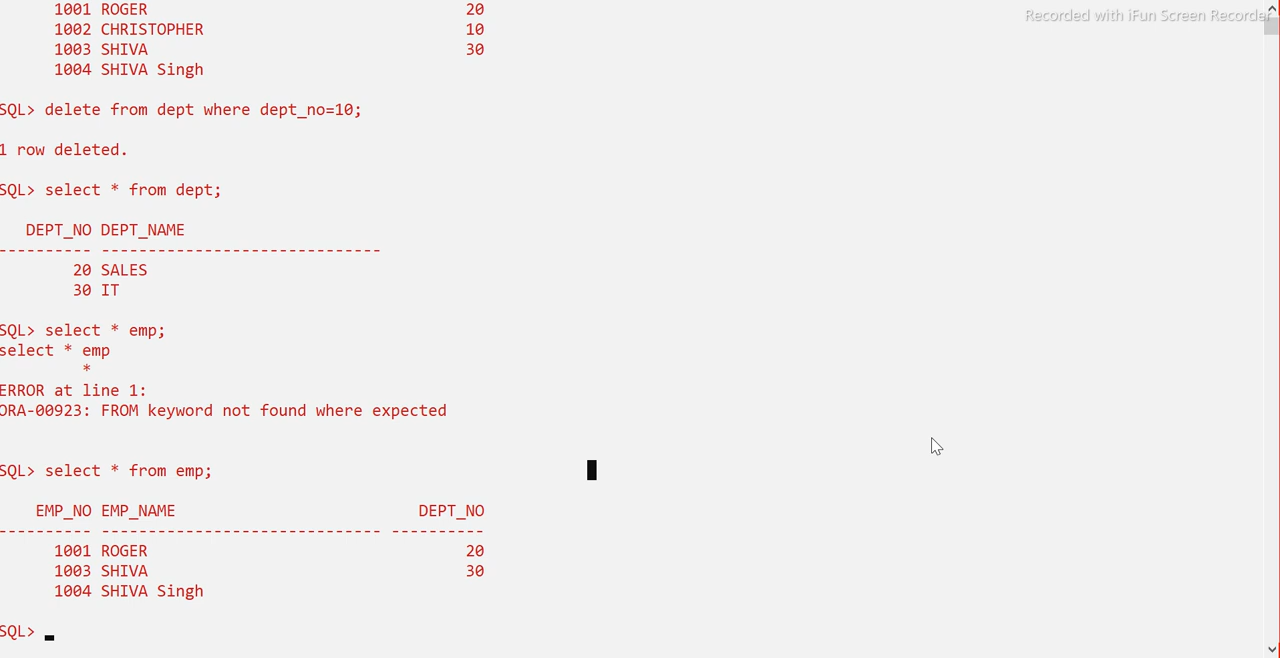 1001 ROGER 20
Recorded with iFun Screen Recorder
1002 CHRISTOPHER 10
1003 SHIVA 30
1004 SHIVA Singh
SQL> delete from dept where dept_no=10;
1 row deleted.
SQL> select * from dept;
DEPT_NO DEPT_NAME
---------- ------------------------------
20 SALES
30 IT
SQL> select * emp;
select * emp
*
ERROR at line 1:
ORA-00923: FROM keyword not found where expected
SQL> select * from emp;
EMP_NO EMP_NAME DEPT_NO
---------- ------------------------------ ----------
1001 ROGER 20
1003 SHIVA 30
1004 SHIVA Singh
SQL>